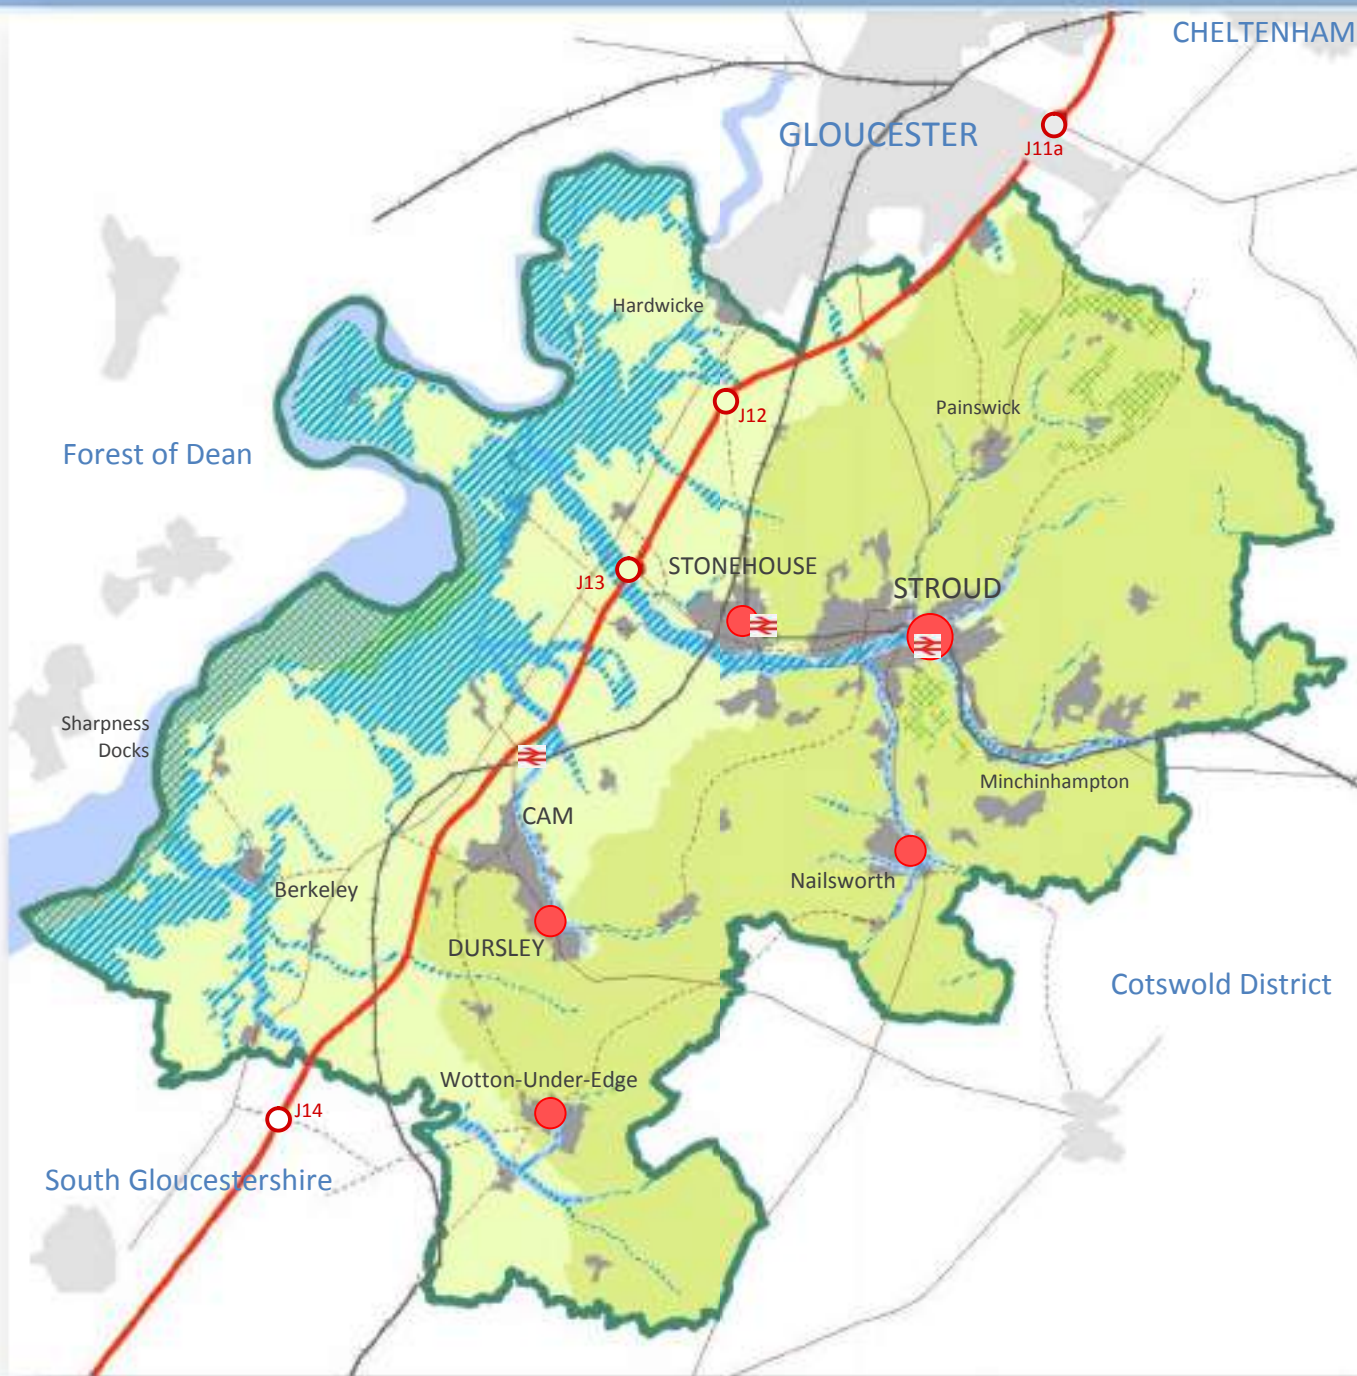 CHELTENHAM
GLOUCESTER
J11a
Hardwicke
J12
Painswick
Forest of Dean
STONEHOUSE
J13
STROUD
Sharpness
Docks
Minchinhampton
CAM
Nailsworth
Berkeley
DURSLEY
Cotswold District
Wotton-Under-Edge
J14
South Gloucestershire